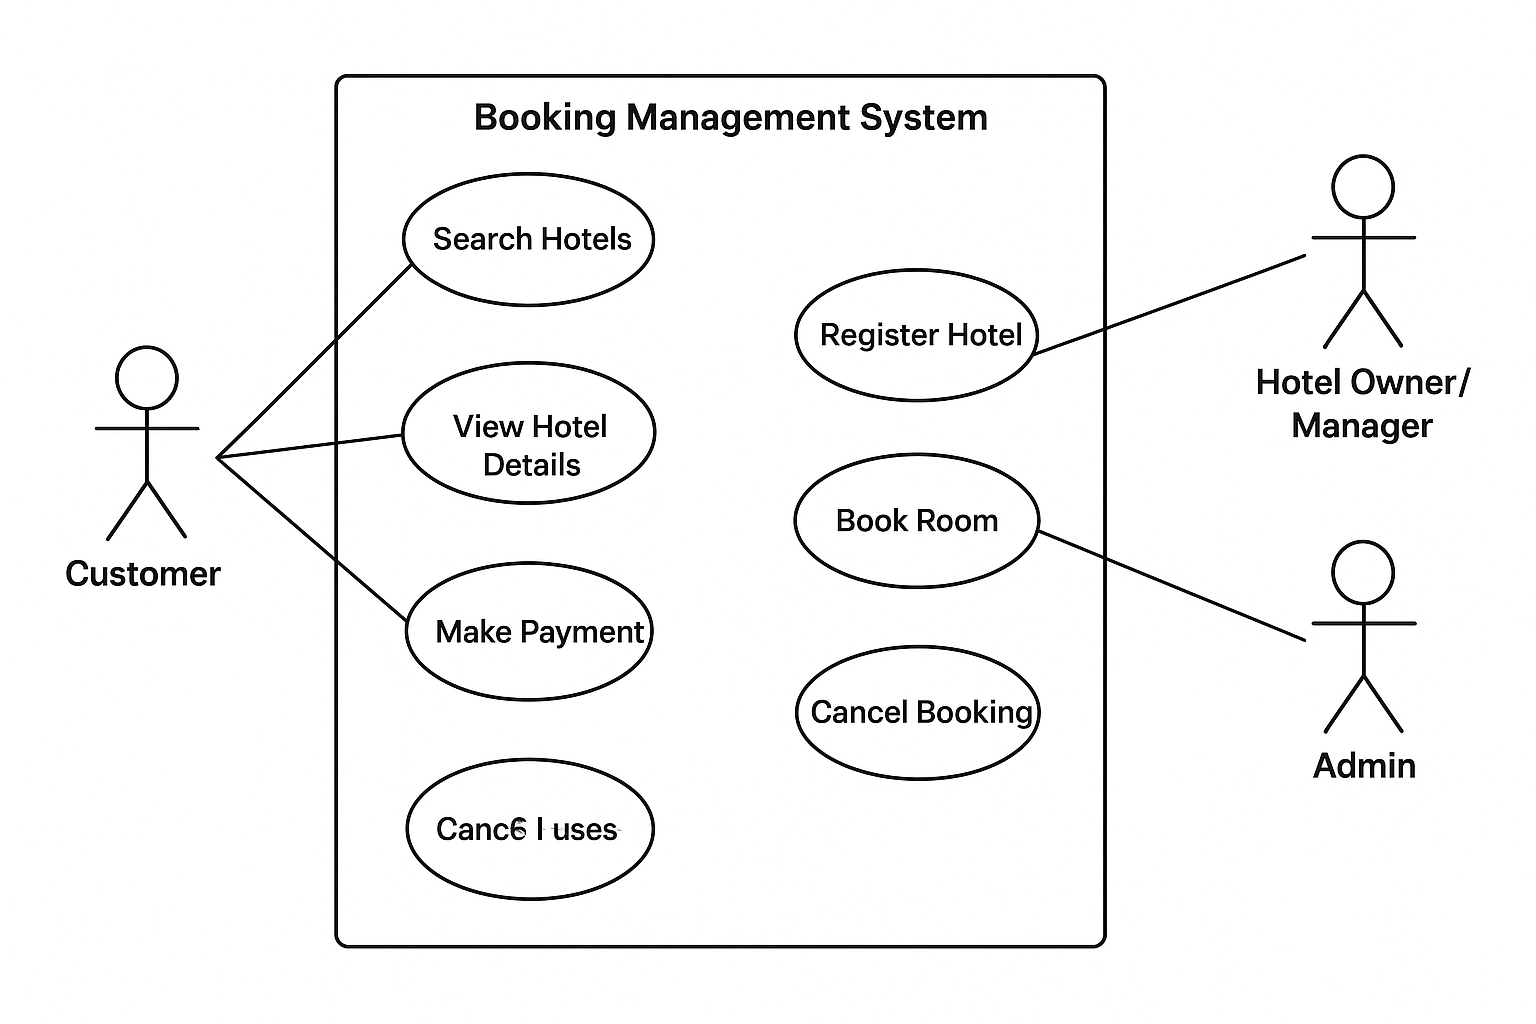 Booking Management System
Search Hotels
View Hotel
Details
Make Payment
uses
Register Hotel
Book Room
Cancel Booking
Customer
Hotel Owner/
Manager
Admin